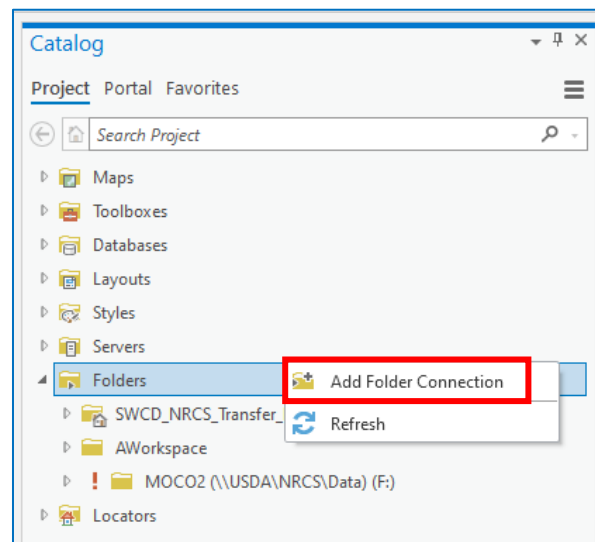 Catalog
Project Portal Favorites
Search Project
Maps
Toolboxes
Databases
Layouts
Styles
Servers
Folders
Add Folder Connection
SWCD_NRCS_Transfer_
Refresh
AWorkspace
! MOCO2 (\\USDA\NRCS\Data) (F:)
Locators